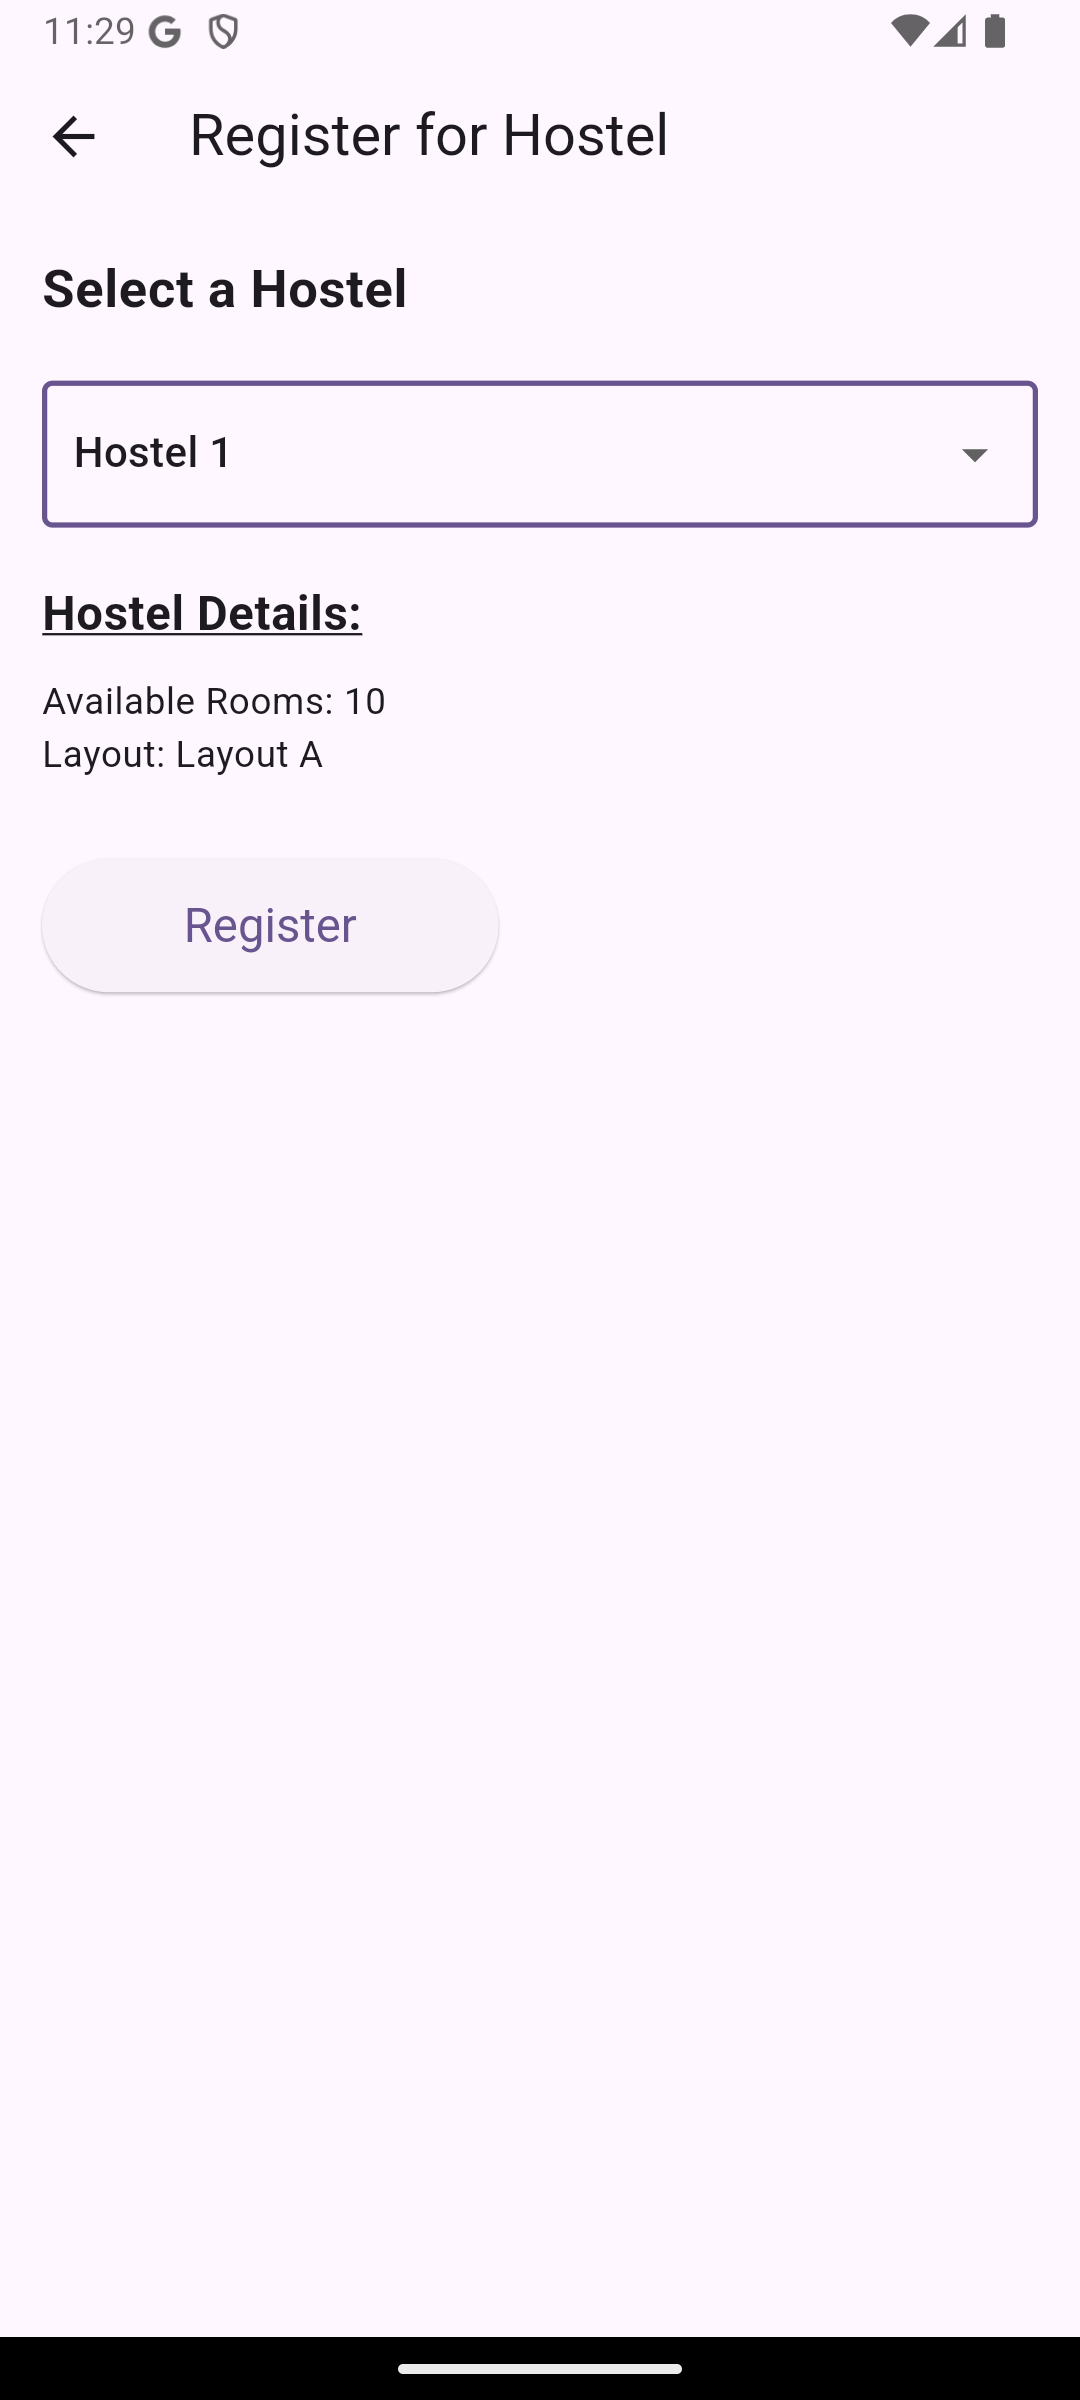 11:29
Register for Hostel
Select a Hostel
Hostel 1
Hostel Details:
Available Rooms: 10
Layout: Layout A
Register